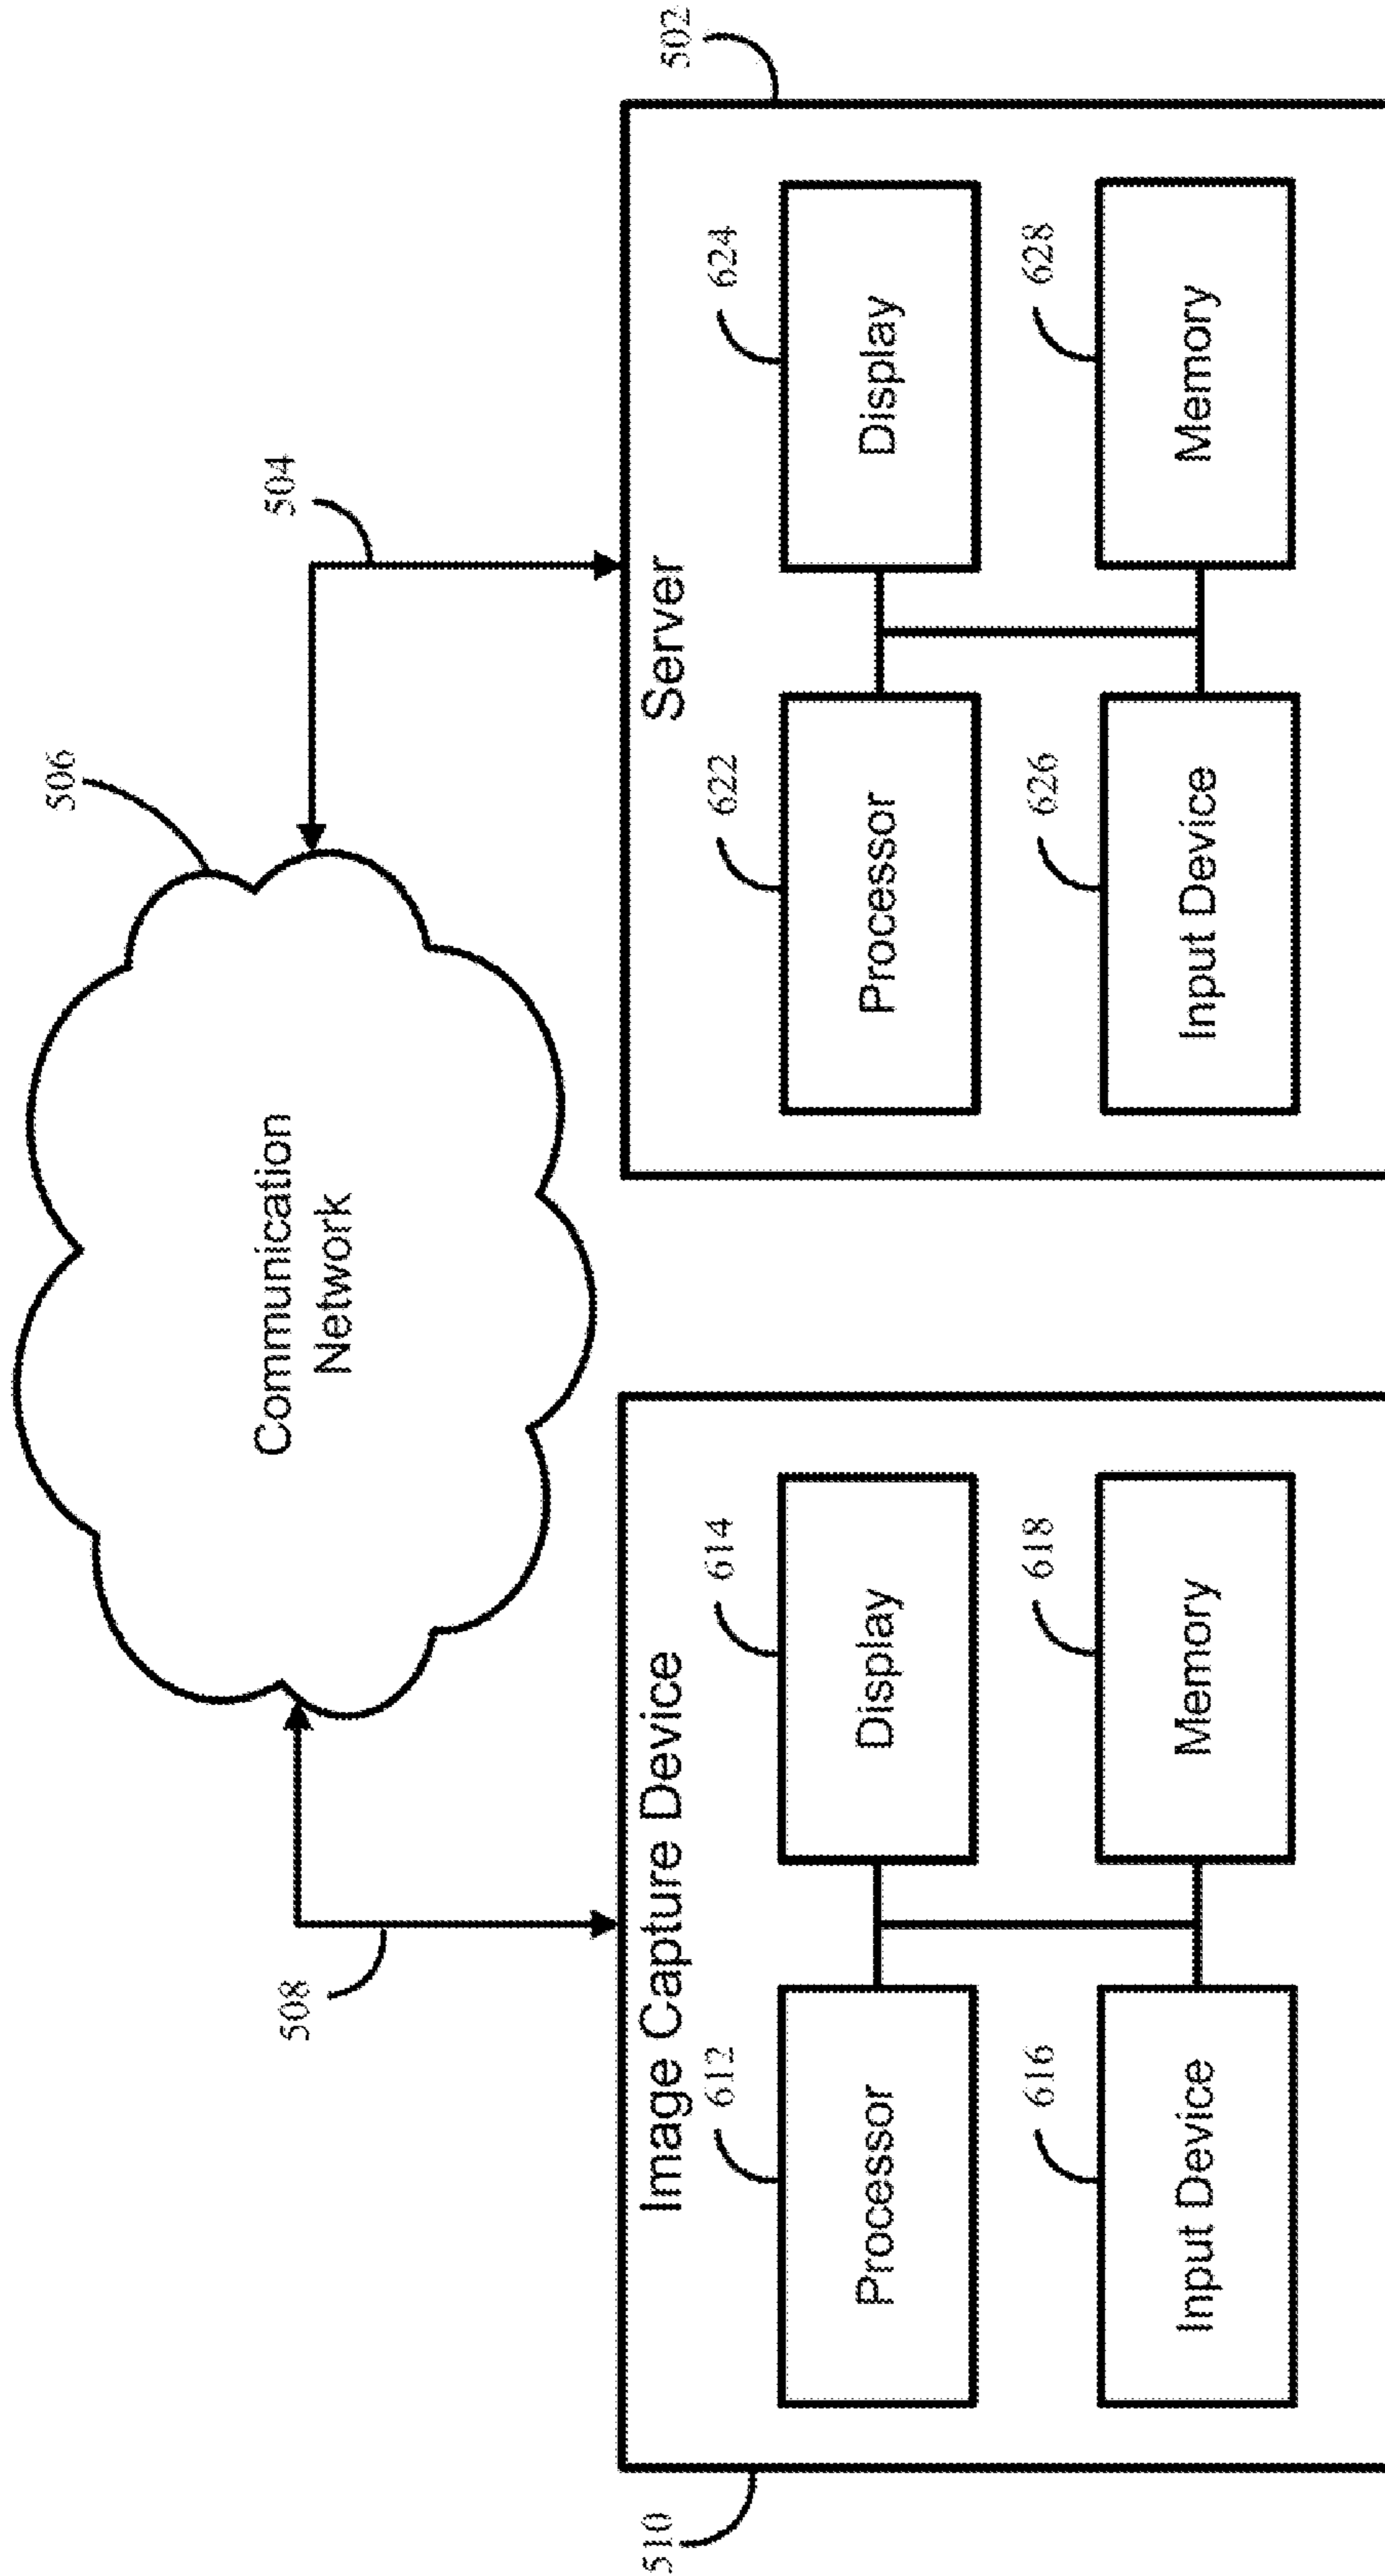 506
504
508
Communication
Network
510
Image Capture Device
612
Processor
614
Display
616
Input Device
618
Memory
502
Server
622
Processor
624
Display
626
Input Device
628
Memory